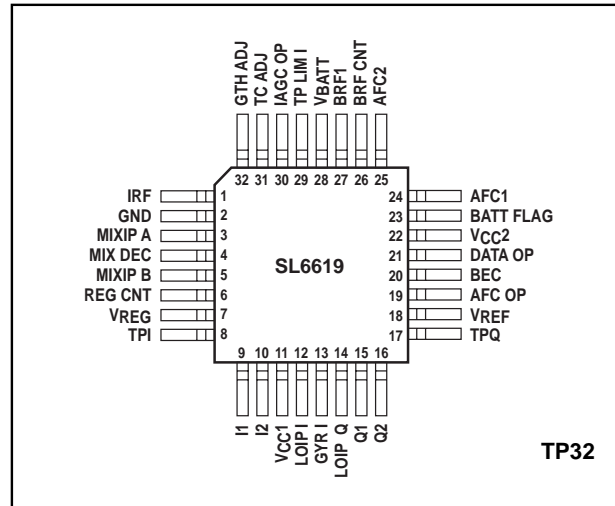 GTH ADJ
TC ADJ
IAGC OP
TP LIM I
VBATT
BRF1
BRF CNT
AFC2
32 31 30 29 28 27 26 25
IRF 1
GND 2
MIXIP A 3
MIX DEC 4
MIXIP B 5
REG CNT 6
VREG 7
TPI 8
SL6619
24 AFC1
23 BATT FLAG
22 VCC2
21 DATA OP
20 BEC
19 AFC OP
18 VREF
17 TPQ
9 10 11 12 13 14 15 16
I1
I2
VCC1
LOIP I
GYR I
LOIP Q
Q1
Q2
TP32